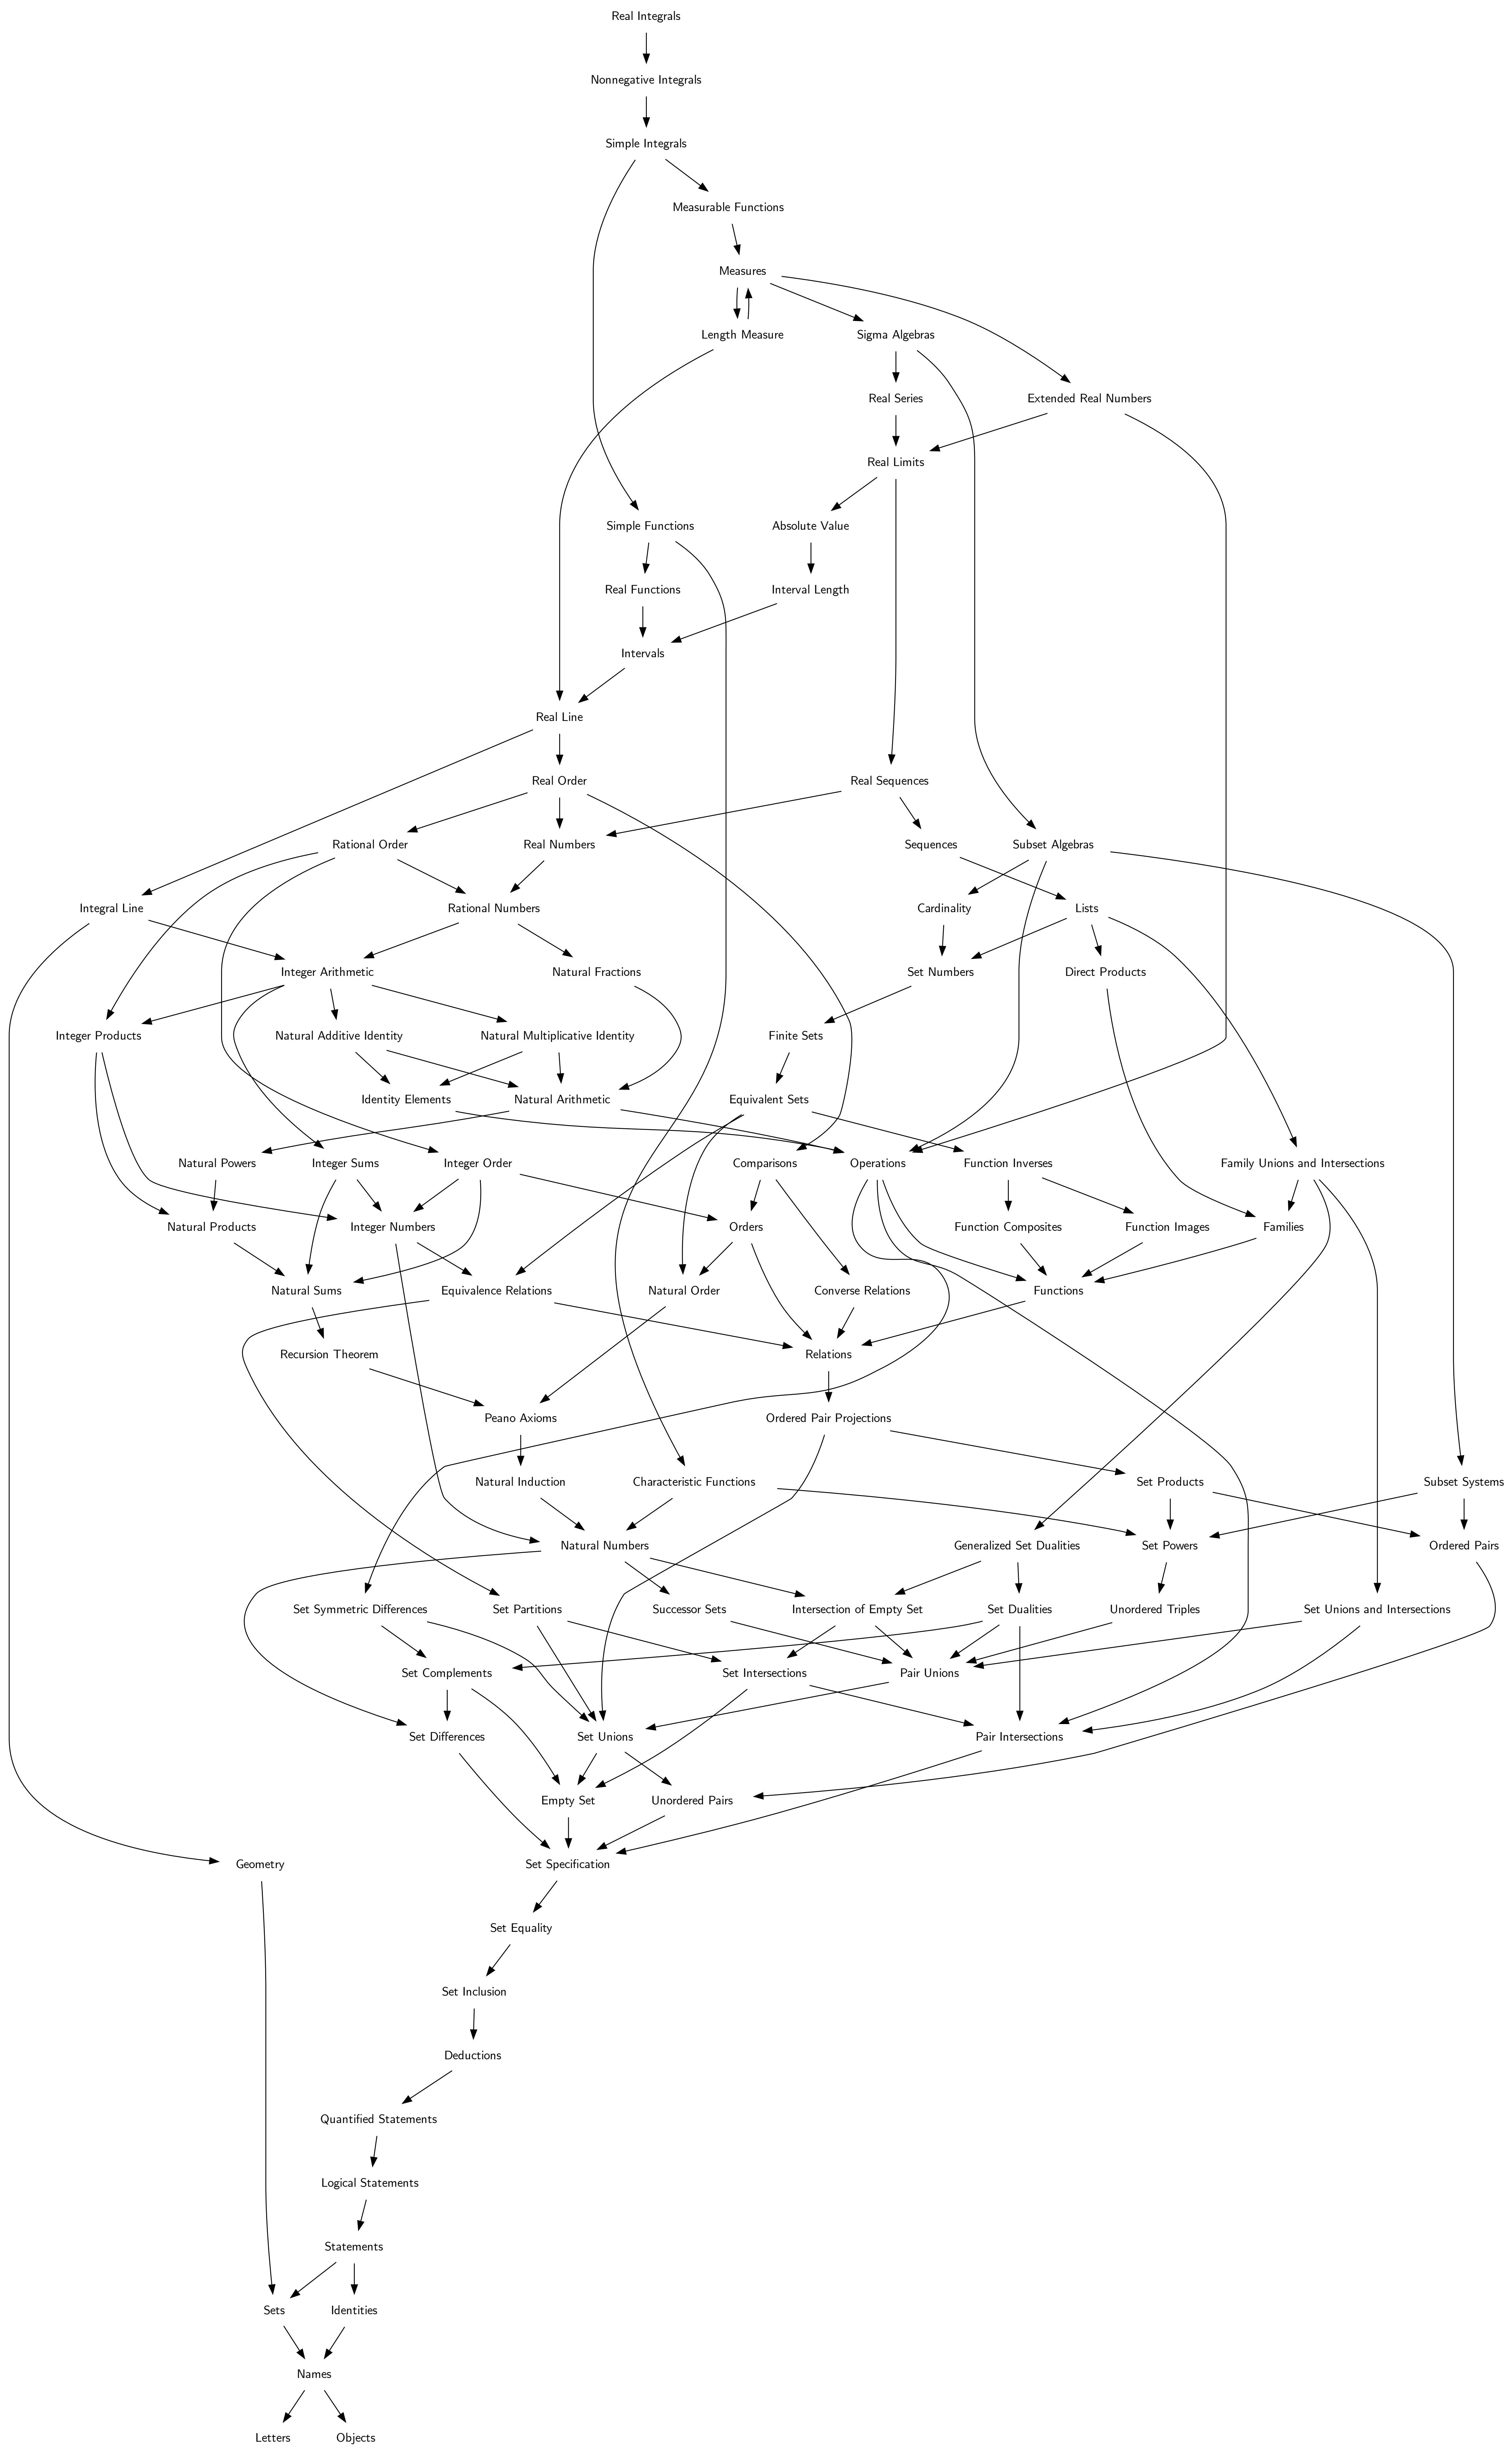 Real Integrals
Nonnegative Integrals
Simple Integrals
Measurable Functions
Measures
Length Measure
Sigma Algebras
Real Series
Extended Real Numbers
Real Limits
Simple Functions
Absolute Value
Real Functions
Interval Length
Intervals
Real Line
Real Order
Real Sequences
Rational Order
Real Numbers
Sequences
Subset Algebras
Integral Line
Rational Numbers
Cardinality
Lists
Integer Arithmetic
Natural Fractions
Set Numbers
Direct Products
Integer Products
Natural Additive Identity
Natural Multiplicative Identity
Finite Sets
Identity Elements
Natural Arithmetic
Equivalent Sets
Natural Powers
Integer Sums
Integer Order
Comparisons
Operations
Function Inverses
Family Unions and Intersections
Natural Products
Integer Numbers
Orders
Function Composites
Function Images
Families
Natural Sums
Equivalence Relations
Natural Order
Converse Relations
Functions
Recursion Theorem
Relations
Peano Axioms
Ordered Pair Projections
Natural Induction
Characteristic Functions
Set Products
Subset Systems
Natural Numbers
Generalized Set Dualities
Set Powers
Ordered Pairs
Set Symmetric Differences
Set Partitions
Successor Sets
Intersection of Empty Set
Set Dualities
Unordered Triples
Set Unions and Intersections
Set Complements
Set Intersections
Pair Unions
Set Differences
Set Unions
Pair Intersections
Empty Set
Unordered Pairs
Geometry
Set Specification
Set Equality
Set Inclusion
Deductions
Quantified Statements
Logical Statements
Statements
Sets
Identities
Names
Letters
Objects